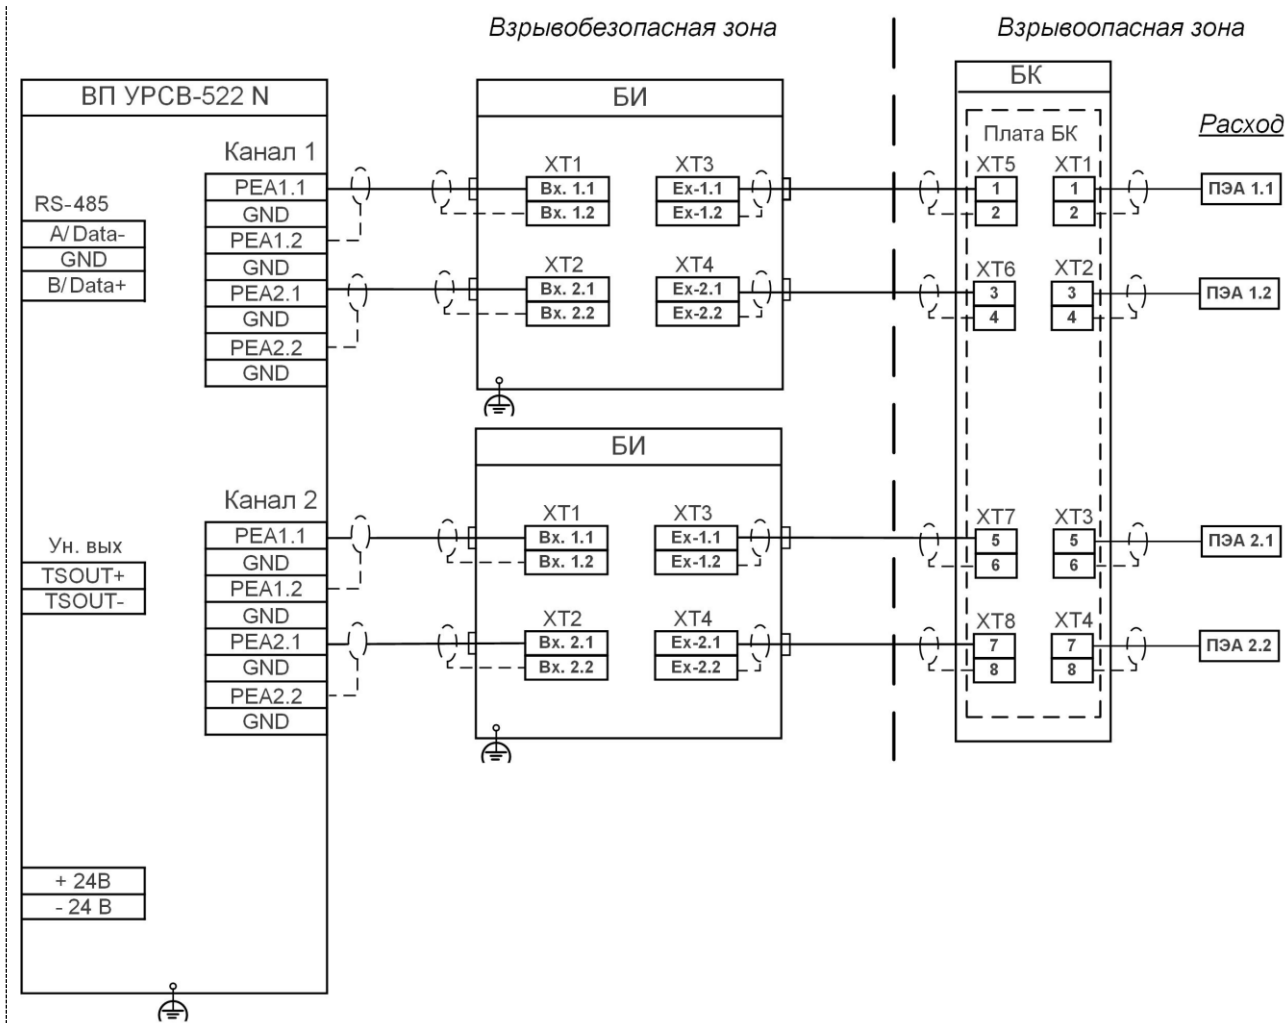 Взрывобезопасная зона
Взрывоопасная зона
ВП УРСВ-522 N
Канал 1
PEA1.1
GND
PEA1.2
GND
PEA2.1
GND
PEA2.2
GND
RS-485
A/Data-
GND
B/Data+
Канал 2
PEA1.1
GND
PEA1.2
GND
PEA2.1
GND
PEA2.2
GND
Ун. вых
TSOUT+
TSOUT-
+ 24В
- 24 В
БИ
XT1
Вх. 1.1
Вх. 1.2
XT3
Ex-1.1
Ex-1.2
XT2
Вх. 2.1
Вх. 2.2
XT4
Ex-2.1
Ex-2.2
БИ
XT1
Вх. 1.1
Вх. 1.2
XT3
Ex-1.1
Ex-1.2
XT2
Вх. 2.1
Вх. 2.2
XT4
Ex-2.1
Ex-2.2
БК
Плата БК
XT5
1
2
XT1
1
2
XT6
3
4
XT2
3
4
XT7
5
6
XT3
5
6
XT8
7
8
XT4
7
8
Расход
ПЭА 1.1
ПЭА 1.2
ПЭА 2.1
ПЭА 2.2